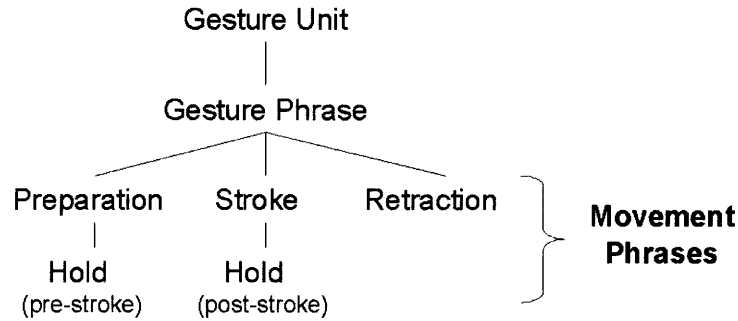 Gesture Unit
Gesture Phrase
Preparation Stroke Retraction
Movement
Phrases
Hold Hold
(pre-stroke) (post-stroke)